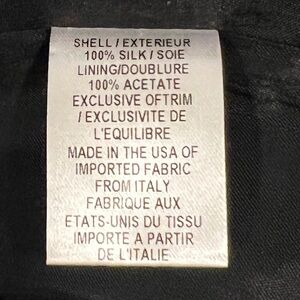 SHELL / EXTERIEUR
100% SILK / SOIE
LINING/DOUBLURE
100% ACETATE
EXCLUSIVE OFTRIM
/ EXCLUSIVITE DE
L'EQUILIBRE
MADE IN THE USA OF
IMPORTED FABRIC
FROM ITALY
FABRIQUE AUX
ETATS-UNIS DU TISSU
IMPORTE A PARTIR
DE L'ITALIE